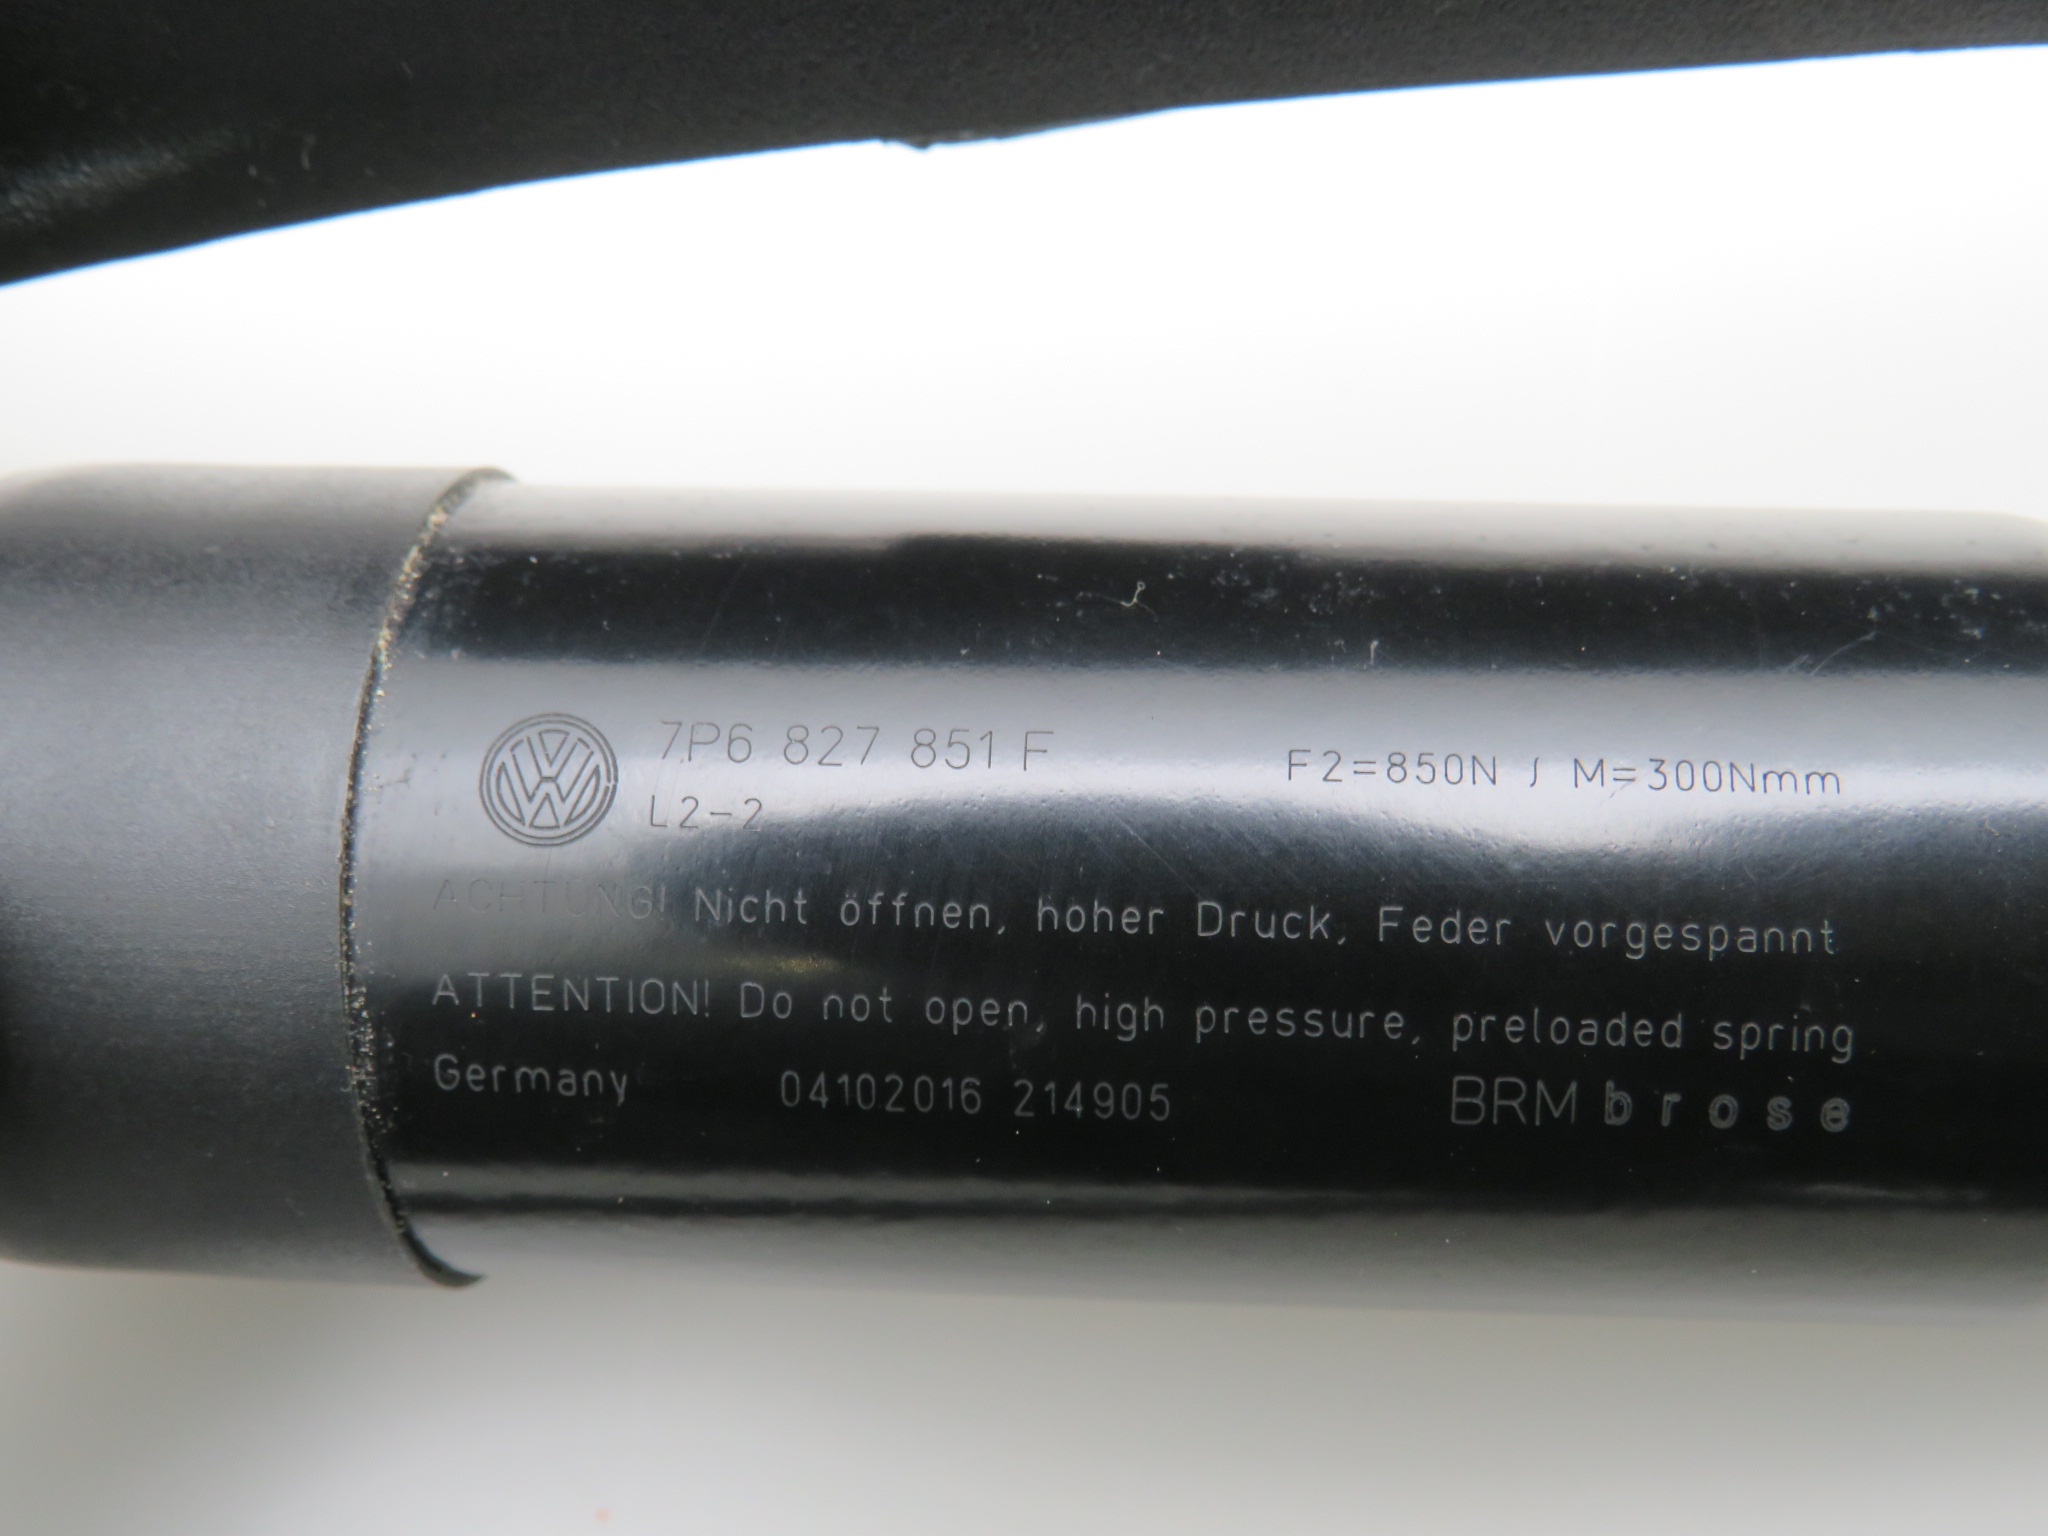 7P6 827 851 F F2=850N / M=300Nmm
L2-2
ACHTUNG! Nicht öffnen, hoher Druck, Feder vorgespannt
ATTENTION! Do not open, high pressure, preloaded spring
Germany 04102016 214905 BRM brose